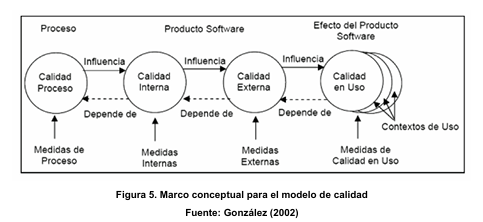 Proceso
Producto Software
Efecto del Producto
Software
Influencia
Influencia
Influencia
Calidad
Proceso
Calidad
Interna
Calidad
Externa
Calidad
en Uso
Depende de
Depende de
Depende de
Contextos de Uso
Medidas de
Proceso
Medidas
Internas
Medidas
Externas
Medidas de
Calidad en Uso
Figura 5. Marco conceptual para el modelo de calidad
Fuente: González (2002)